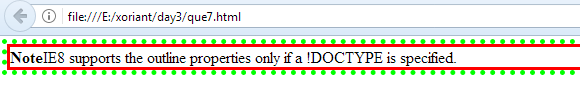 file:///E:/xoriant/day3/que7.html
NoteIE8 supports the outline properties only if a !DOCTYPE is specified.